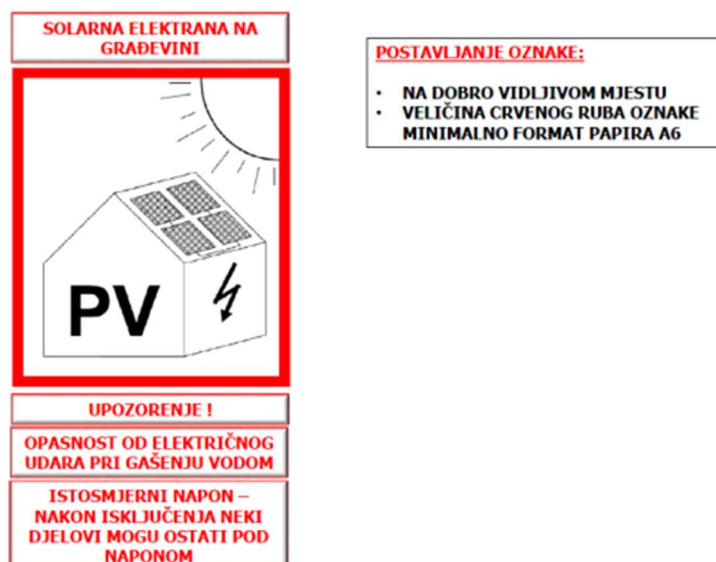 SOLARNA ELEKTRANA NA
GRAĐEVINI
PV
UPOZORENJE !
OPASNOST OD ELEKTRIČNOG
UDARA PRI GAŠENJU VODOM
ISTOSMJERNI NAPON –
NAKON ISKLJUČENJA NEKI
DJELOVI MOGU OSTATI POD
NAPONOM
POSTAVLJANJE OZNAKE:
• NA DOBRO VIDLJIVOM MJESTU
• VELIČINA CRVENOG RUBA OZNAKE
MINIMALNO FORMAT PAPIRA A6